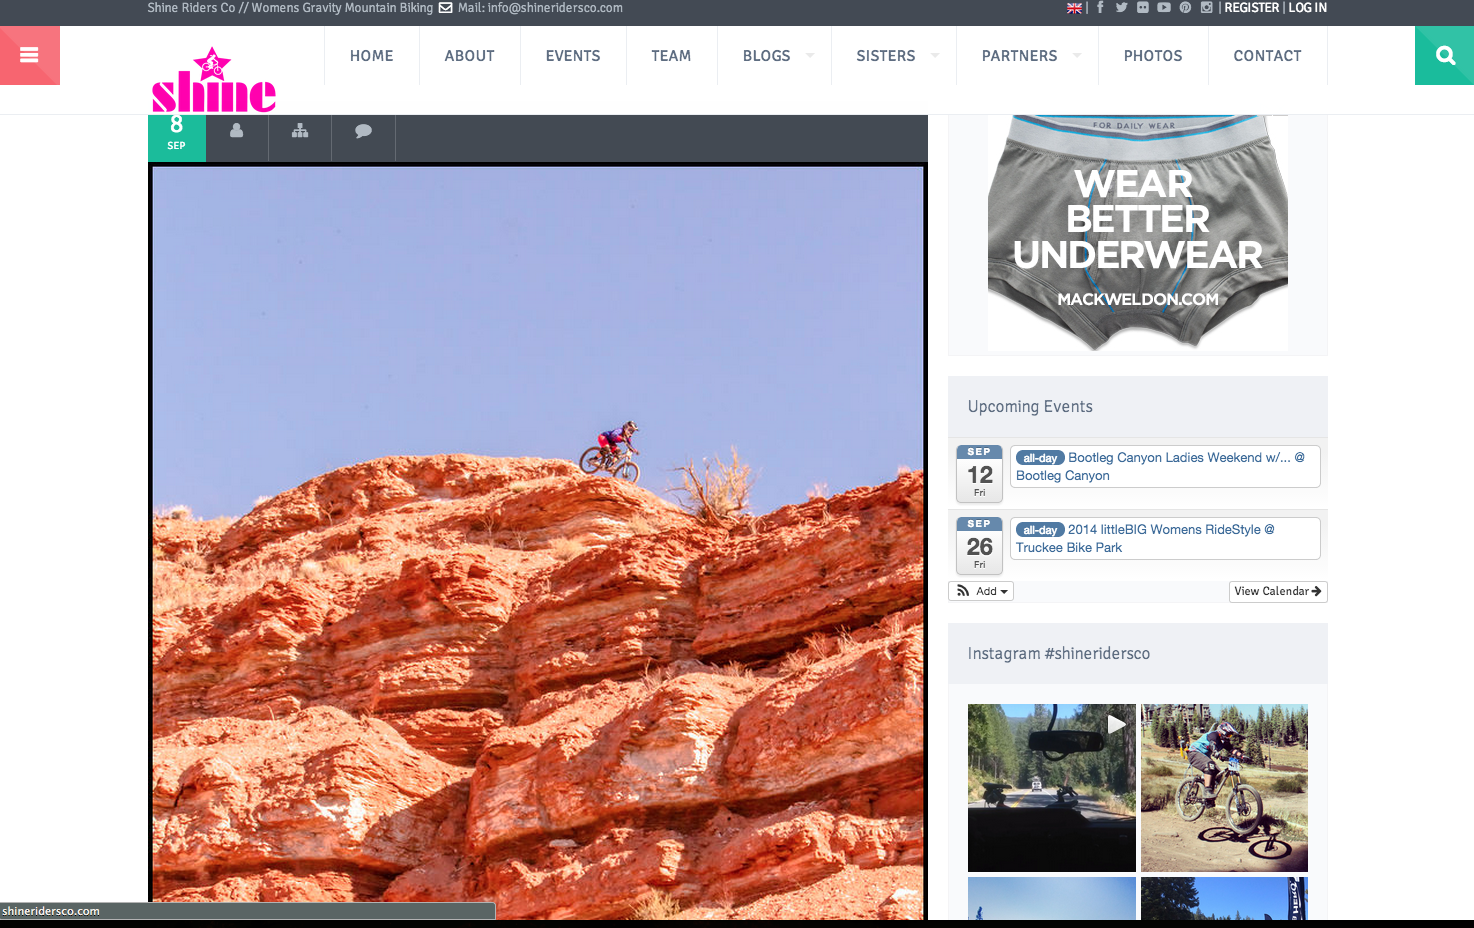 Shine Riders Co // Womens Gravity Mountain Biking Mail: info@shineridersco.com
| | REGISTER | LOG IN
shine
HOME ABOUT EVENTS TEAM BLOGS SISTERS PARTNERS PHOTOS CONTACT
8
SEP
FOR DAILY WEAR
WEAR
BETTER
UNDERWEAR
MACKWELDON.COM
Upcoming Events
SEP
12
Fri
all-day Bootleg Canyon Ladies Weekend w/... @
Bootleg Canyon
SEP
26
Fri
all-day 2014 littleBIG Womens RideStyle @
Truckee Bike Park
Add View Calendar
Instagram #shineridersco
shineridersco.com